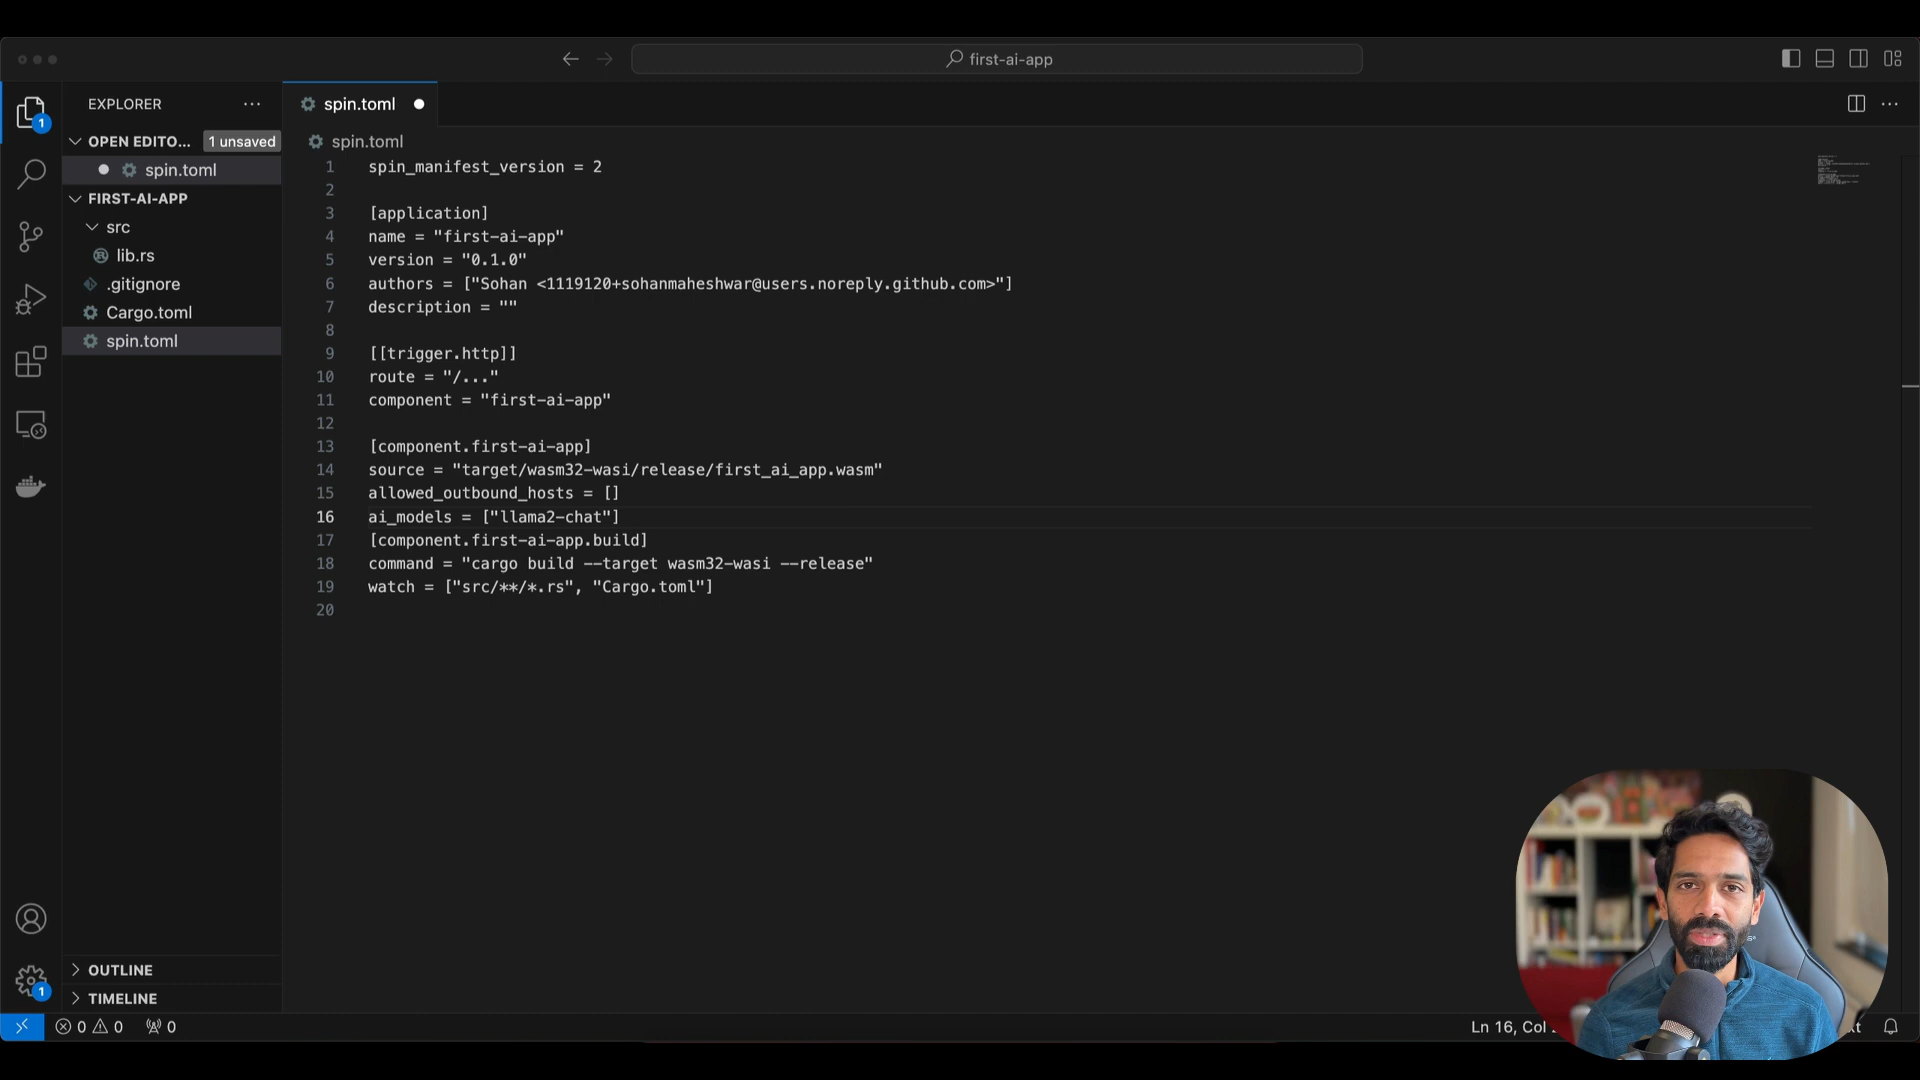 first-ai-app
EXPLORER
spin.toml
OPEN EDITO...
1 unsaved
spin.toml
spin.toml
FIRST-AI-APP
src
lib.rs
.gitignore
Cargo.toml
spin.toml
1 spin_manifest_version = 2
2
3 [application]
4 name = "first-ai-app"
5 version = "0.1.0"
6 authors = ["Sohan <1119120+sohanmaheshwar@users.noreply.github.com>"]
7 description = ""
8
9 [[trigger.http]]
10 route = "/..."
11 component = "first-ai-app"
12
13 [component.first-ai-app]
14 source = "target/wasm32-wasi/release/first_ai_app.wasm"
15 allowed_outbound_hosts = []
16 ai_models = ["llama2-chat"]
17 [component.first-ai-app.build]
18 command = "cargo build --target wasm32-wasi --release"
19 watch = ["src/**/*.rs", "Cargo.toml"]
20
1
OUTLINE
1
TIMELINE
0 0 0
Ln 16, Col